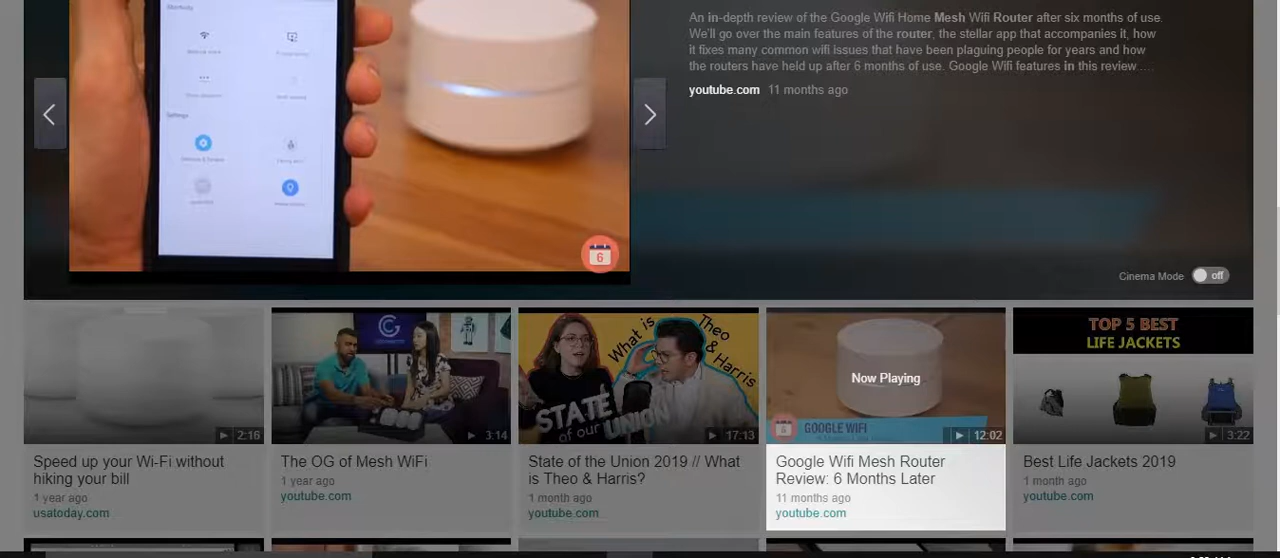 An in-depth review of the Google Wifi Home Mesh Wifi Router after six months of use.
We'll go over the main features of the router, the stellar app that accompanies it, how
it fixes many common wifi issues that have been plaguing people for years and how
the routers have held up after 6 months of use. Google Wifi features in this review....
youtube.com 11 months ago
Settings
6
Cinema Mode off
2:16
Speed up your Wi-Fi without
hiking your bill
1 year ago
usatoday.com
3:14
The OG of Mesh WiFi
1 year ago
youtube.com
What is
Theo
& Harris?
STATE
of our UNION
17:13
State of the Union 2019 // What
is Theo & Harris?
1 month ago
youtube.com
Now Playing
GOOGLE WIFI
12:02
Google Wifi Mesh Router
Review: 6 Months Later
11 months ago
youtube.com
TOP 5 BEST
LIFE JACKETS
3:22
Best Life Jackets 2019
1 month ago
youtube.com